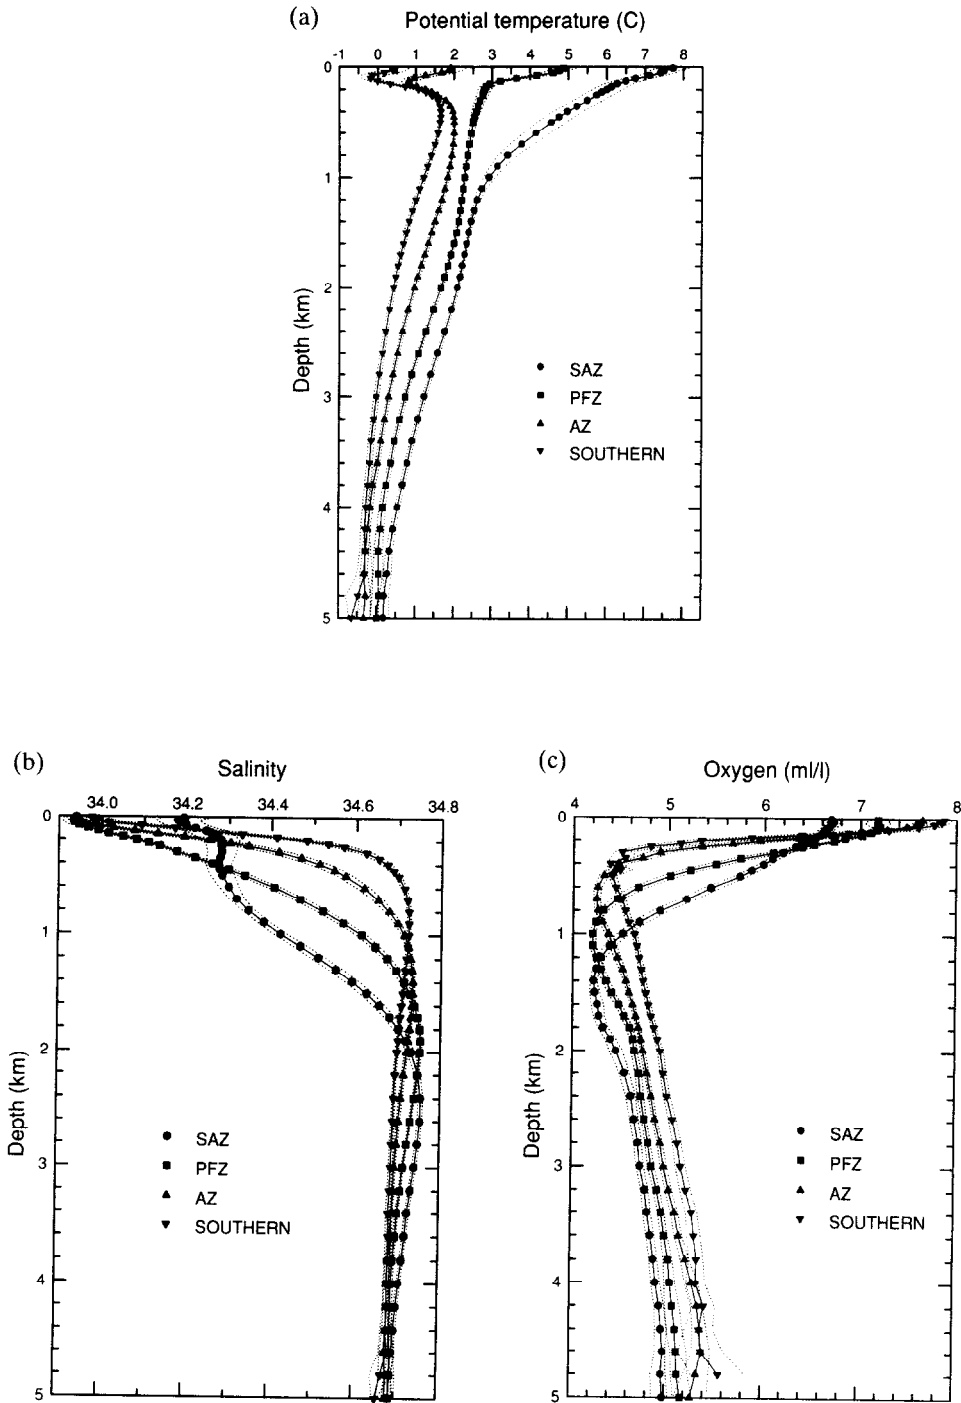 (a) Potential temperature (C)
-1 0 1 2 3 4 5 6 7 8
0
1
2
3
4
5
Depth (km)
SAZ
PFZ
AZ
SOUTHERN
(b) Salinity
34.0 34.2 34.4 34.6 34.8
0
1
2
3
4
5
Depth (km)
SAZ
PFZ
AZ
SOUTHERN
(c) Oxygen (ml/l)
4 5 6 7 8
0
1
2
3
4
5
Depth (km)
SAZ
PFZ
AZ
SOUTHERN